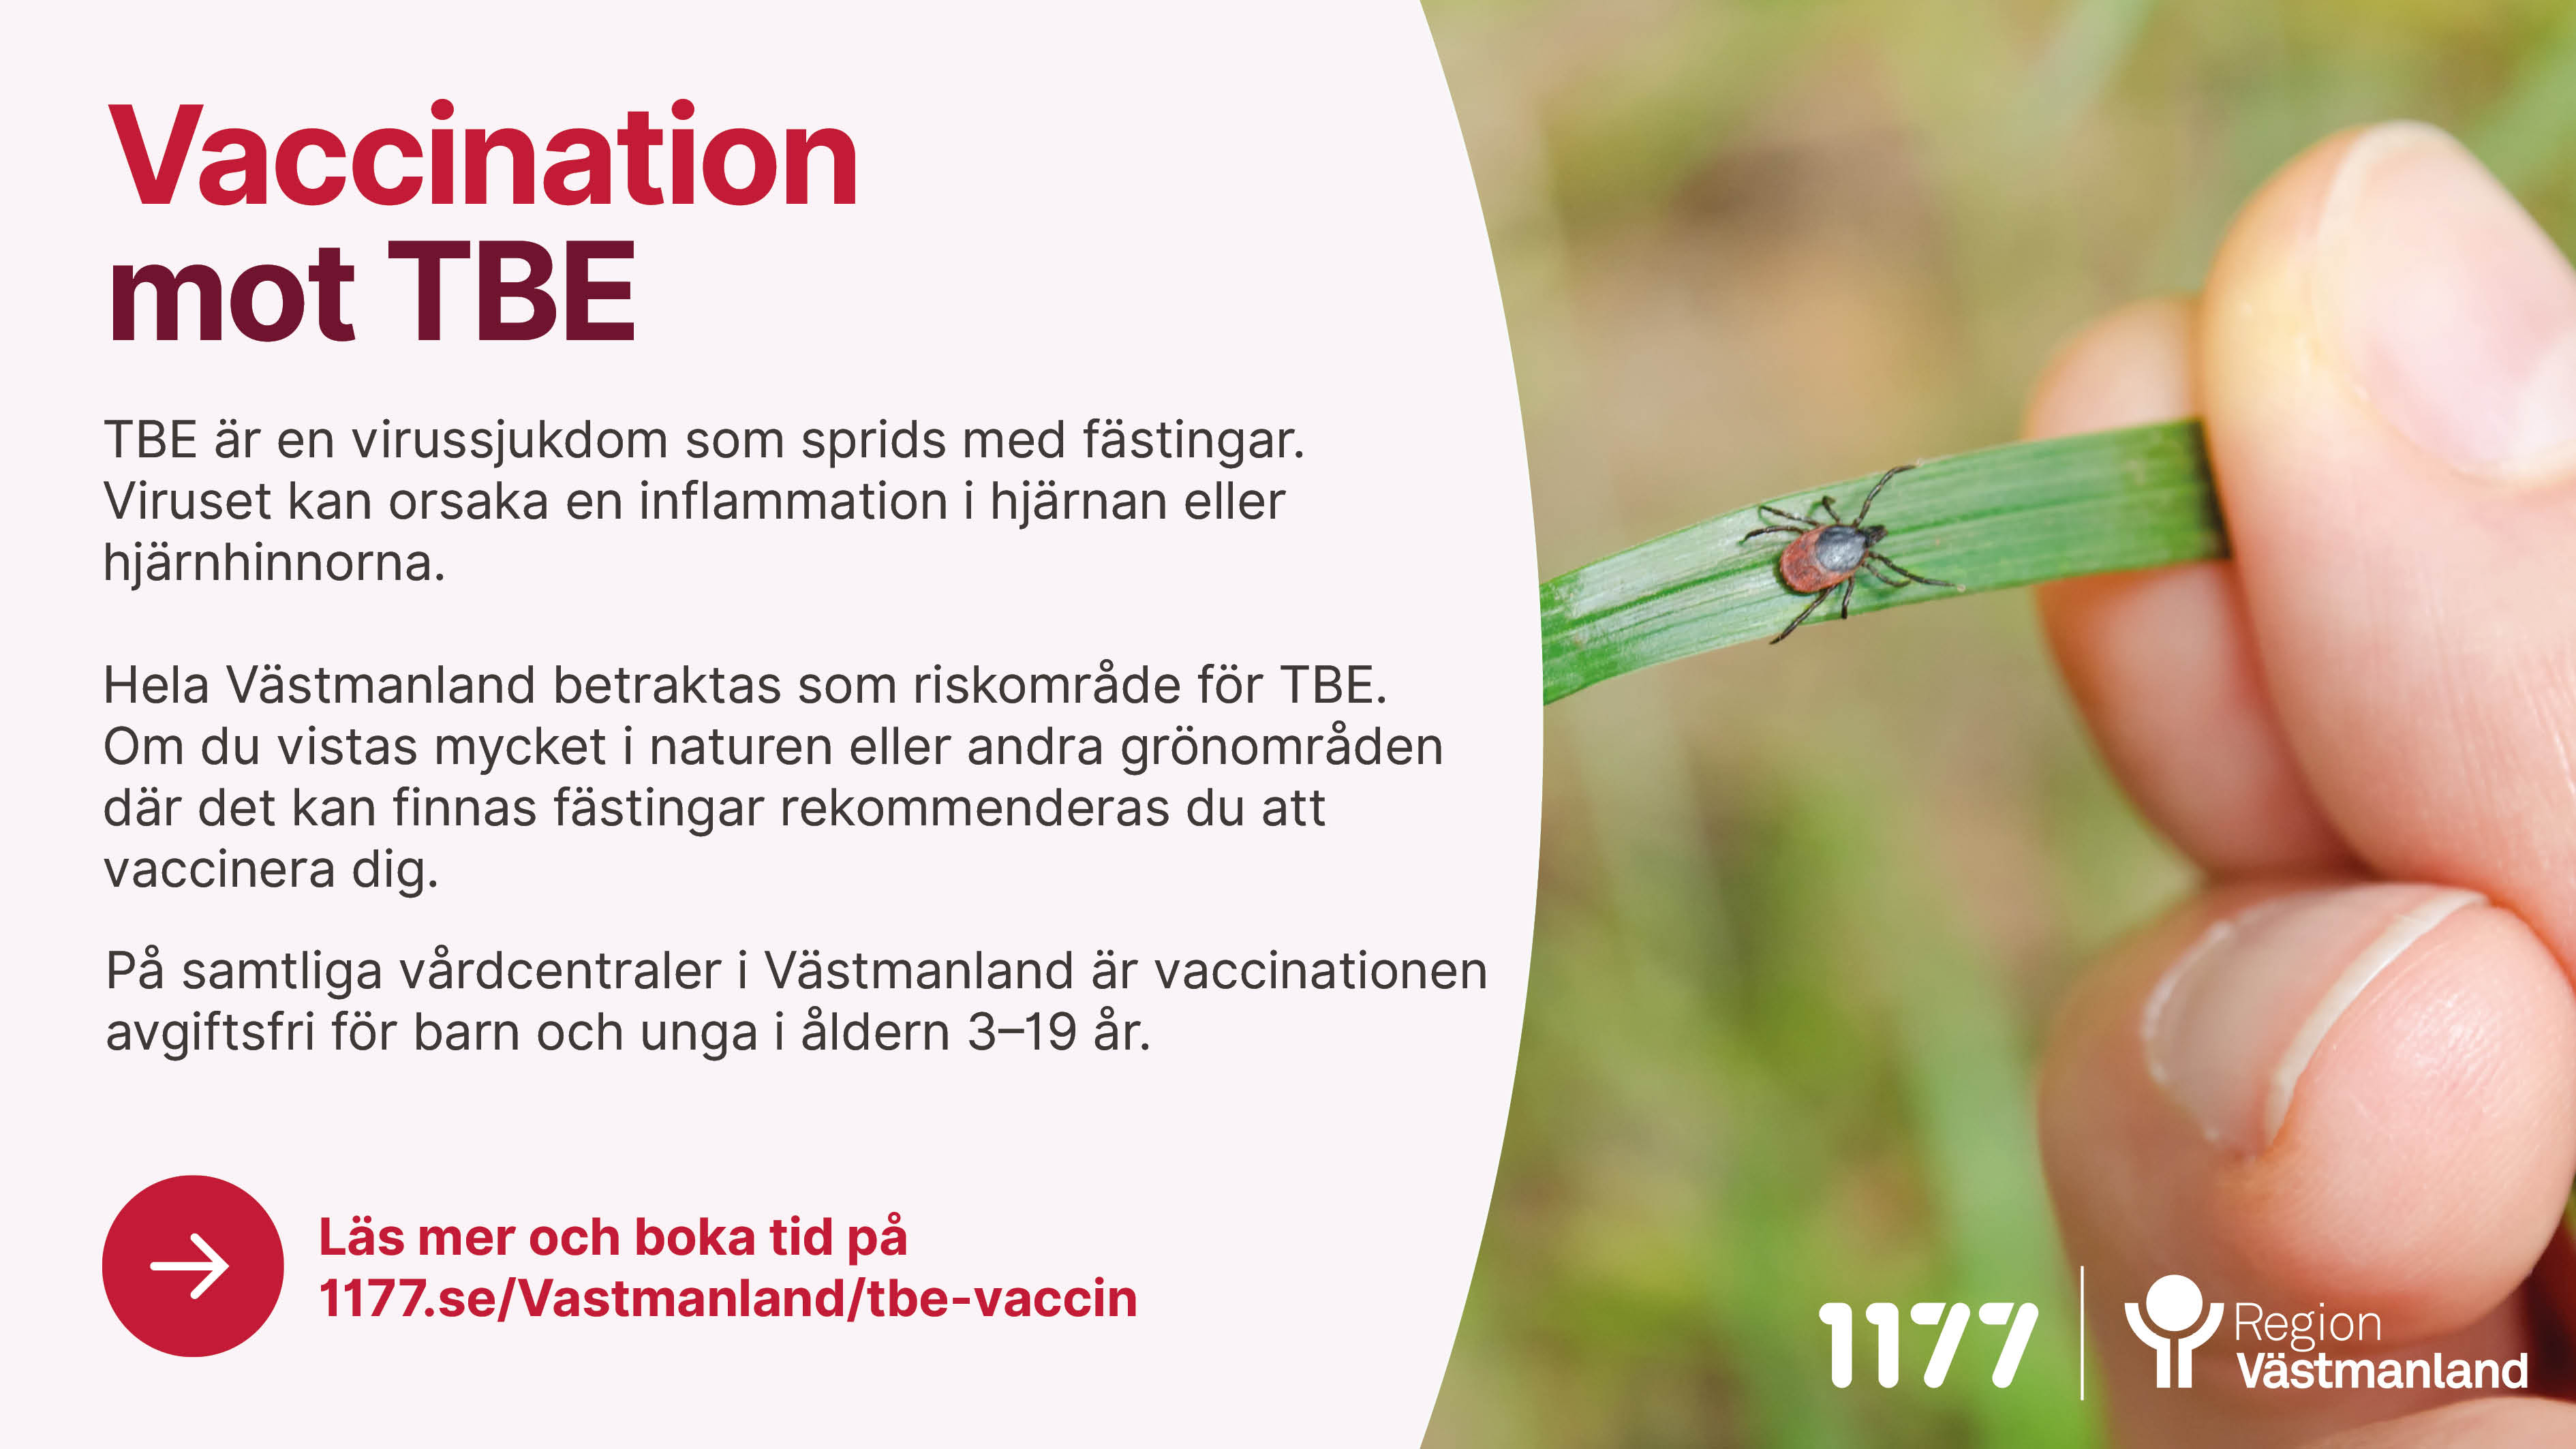 Vaccination
mot TBE
TBE är en virussjukdom som sprids med fästingar.
Viruset kan orsaka en inflammation i hjärnan eller
hjärnhinnorna.
Hela Västmanland betraktas som riskområde för TBE.
Om du vistas mycket i naturen eller andra grönområden
där det kan finnas fästingar rekommenderas du att
vaccinera dig.
På samtliga vårdcentraler i Västmanland är vaccinationen
avgiftsfri för barn och unga i åldern 3–19 år.
Läs mer och boka tid på
1177.se/Vastmanland/tbe-vaccin
1177
Region
Västmanland